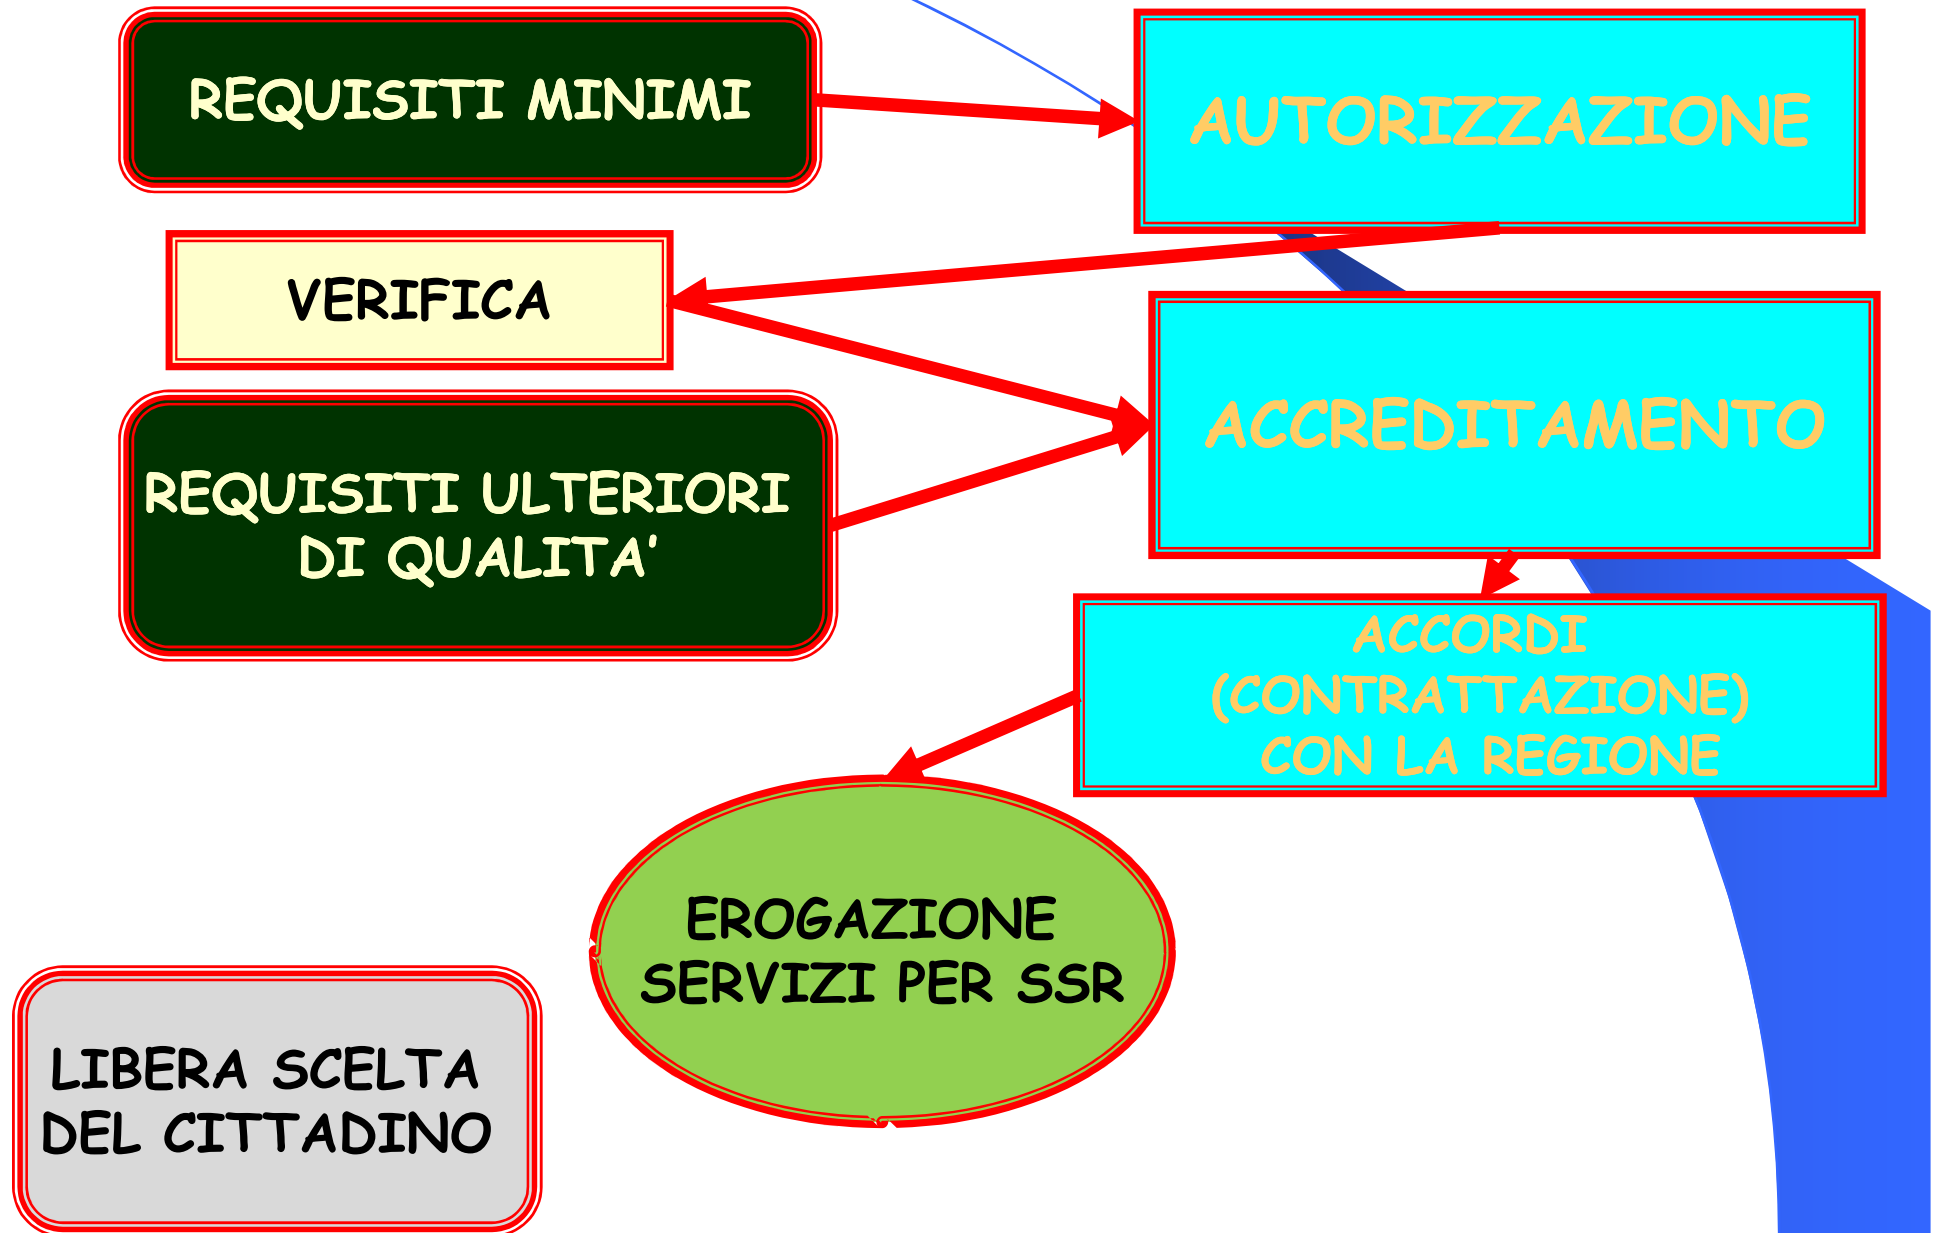 REQUISITI MINIMI
AUTORIZZAZIONE
VERIFICA
ACCREDITAMENTO
REQUISITI ULTERIORI
DI QUALITA'
ACCORDI
(CONTRATTAZIONE)
CON LA REGIONE
EROGAZIONE
SERVIZI PER SSR
LIBERA SCELTA
DEL CITTADINO